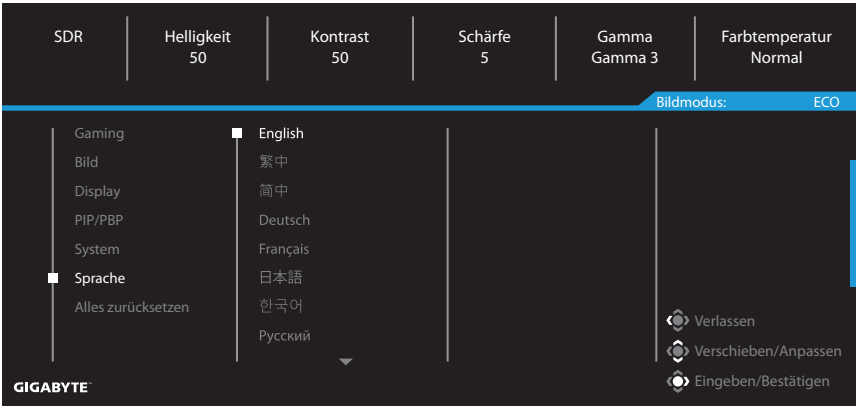 SDR
Helligkeit
50
Kontrast
50
Schärfe
5
Gamma
Gamma 3
Farbtemperatur
Normal
Bildmodus: ECO
Gaming
Bild
Display
PIP/PBP
System
Sprache
Alles zurücksetzen
English
繁中
简中
Deutsch
Français
日本語
한국어
Русский
Verlassen
Verschieben/Anpassen
Eingeben/Bestätigen
GIGABYTE™